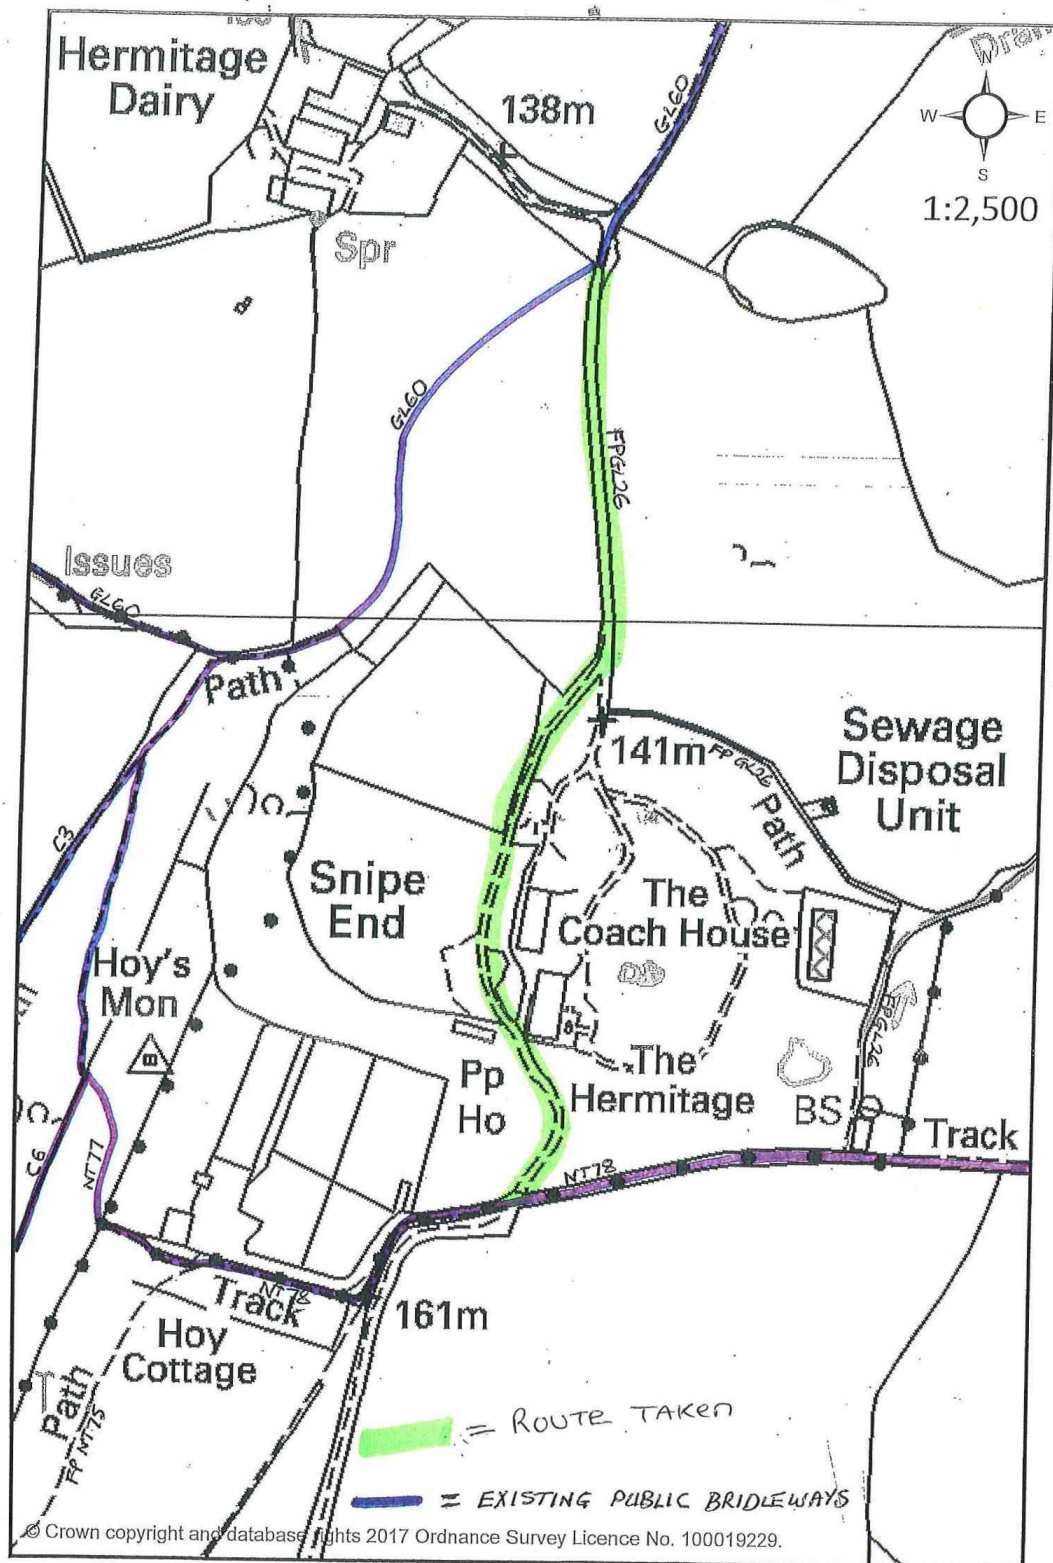 Hermitage
Dairy
138m
GL60
W E
S
1:2,500
Spr
GL60
FPGL26
Issues
GL60
Path
141m
FP GL26
Path
Sewage
Disposal
Unit
C3
Snipe
End
The
Coach House
Hoy's
Mon
FPGL26
Pp
Ho
The
Hermitage
BS
Track
C6
NT77
NT78
Track
NT78
161m
Hoy
Cottage
Path
FP NT75
= ROUTE TAKEN
= EXISTING PUBLIC BRIDLEWAYS
© Crown copyright and database rights 2017 Ordnance Survey Licence No. 100019229.